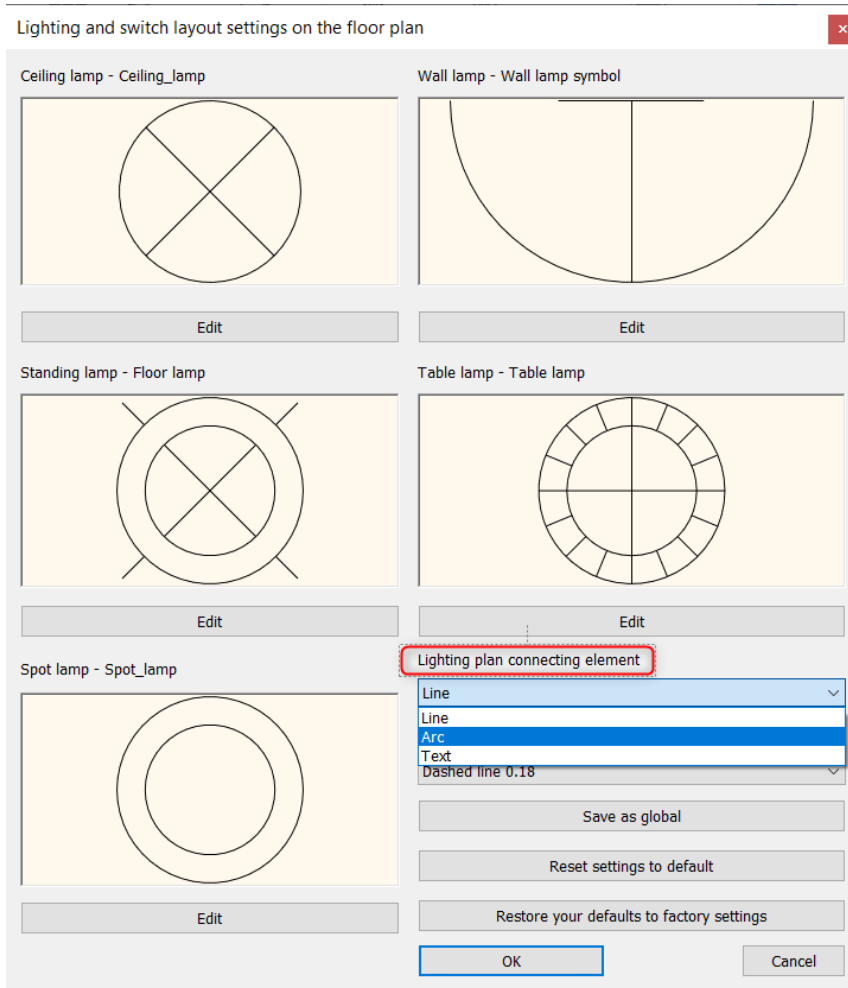 Lighting and switch layout settings on the floor plan
×
Ceiling lamp - Ceiling_lamp
Wall lamp - Wall lamp symbol
Edit
Edit
Standing lamp - Floor lamp
Table lamp - Table lamp
Edit
Edit
Spot lamp - Spot_lamp
Lighting plan connecting element
Line
Line
Arc
Text
Dashed line 0.18
Save as global
Reset settings to default
Edit
Restore your defaults to factory settings
OK
Cancel